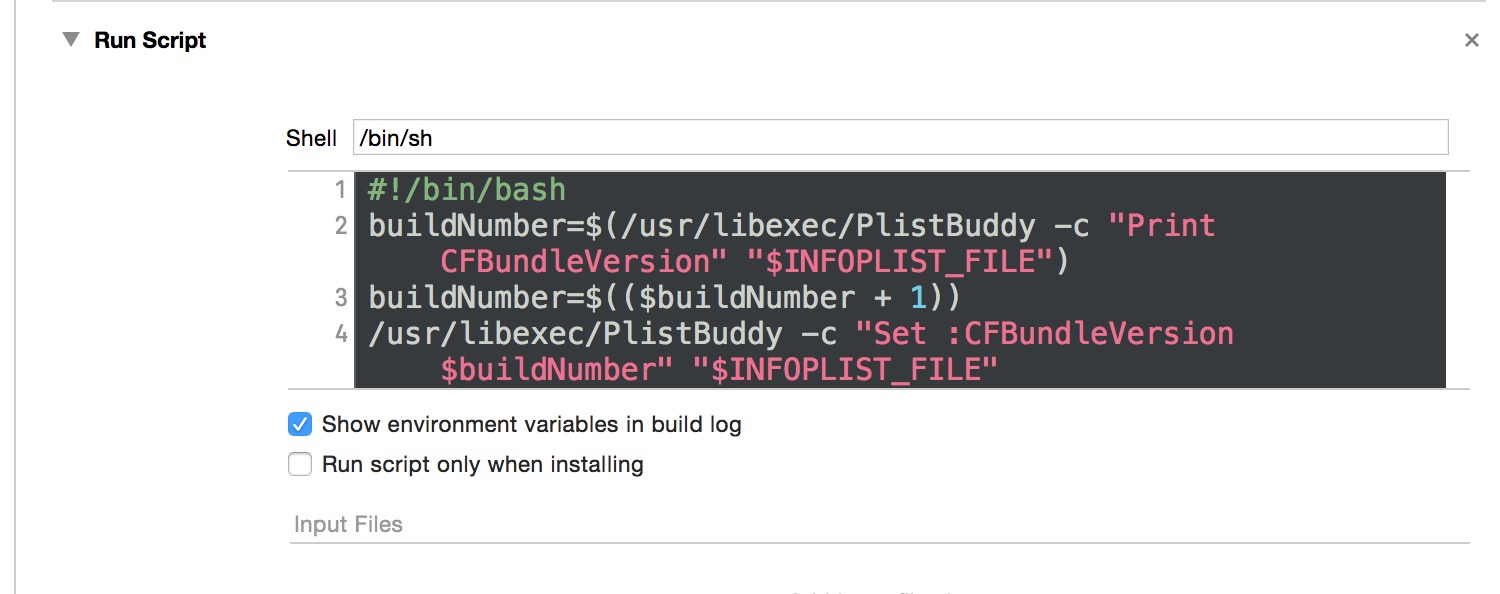 Run Script
Shell /bin/sh
1 #!/bin/bash
2 buildNumber=$(/usr/libexec/PlistBuddy -c "Print
CFBundleVersion" "$INFOPLIST_FILE")
3 buildNumber=$(($buildNumber + 1))
4 /usr/libexec/PlistBuddy -c "Set :CFBundleVersion
$buildNumber" "$INFOPLIST_FILE"
Show environment variables in build log
Run script only when installing
Input Files